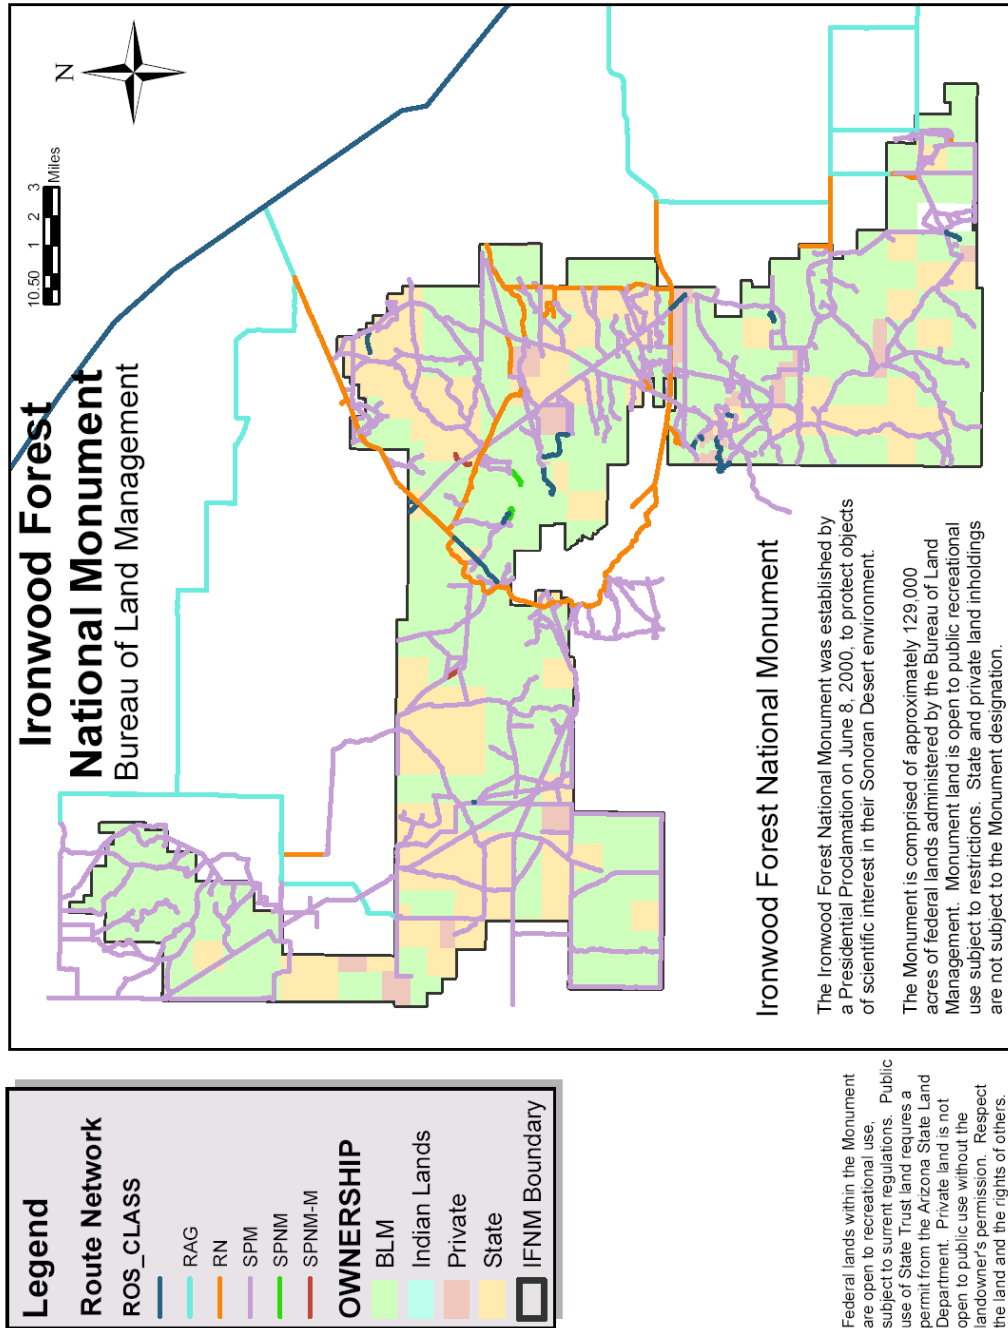 Ironwood Forest
National Monument
Bureau of Land Management
N
10.50 1 2 3
Miles
Ironwood Forest National Monument
The Ironwood Forest National Monument was established by
a Presidential Proclamation on June 8, 2000, to protect objects
of scientific interest in their Sonoran Desert environment.
The Monument is comprised of approximately 129,000
acres of federal lands administered by the Bureau of Land
Management. Monument land is open to public recreational
use subject to restrictions. State and private land inholdings
are not subject to the Monument designation.
Legend
Route Network
ROS_CLASS
RAG
RN
SPM
SPNM
SPNM-M
OWNERSHIP
BLM
Indian Lands
Private
State
IFNM Boundary
Federal lands within the Monument
are open to recreational use,
subject to surrent regulations. Public
use of State Trust land requres a
permit from the Arizona State Land
Department. Private land is not
open to public use without the
landowner's permission. Respect
the land and the rights of others.